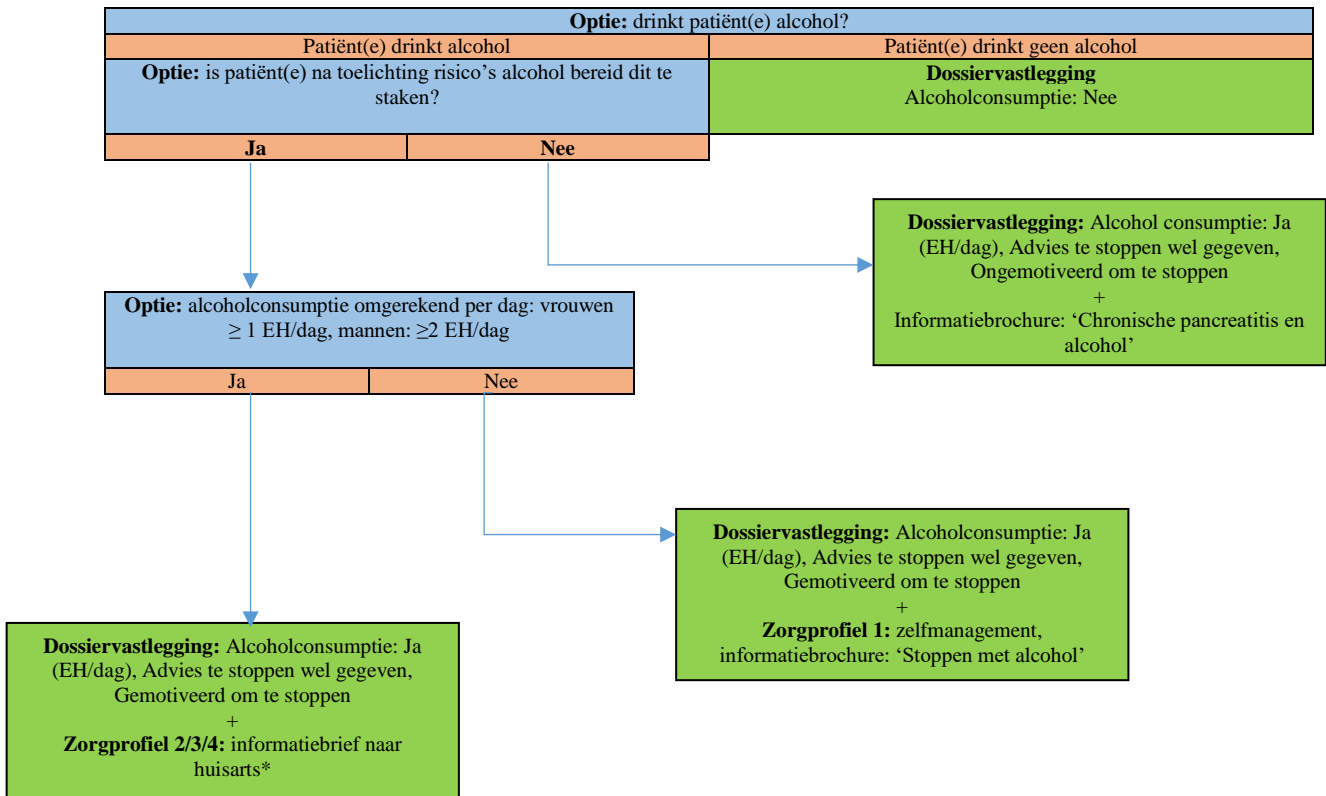 Optie: drinkt patiënt(e) alcohol?
Patiënt(e) drinkt alcohol
Patiënt(e) drinkt geen alcohol
Optie: is patiënt(e) na toelichting risico’s alcohol bereid dit te
staken?
Dossiervastlegging
Alcoholconsumptie: Nee
Ja
Nee
Dossiervastlegging: Alcohol consumptie: Ja
(EH/dag), Advies te stoppen wel gegeven,
Ongemotiveerd om te stoppen
+
Informatiebrochure: ‘Chronische pancreatitis en
alcohol’
Optie: alcoholconsumptie omgerekend per dag: vrouwen
≥ 1 EH/dag, mannen: ≥2 EH/dag
Ja
Nee
Dossiervastlegging: Alcoholconsumptie: Ja
(EH/dag), Advies te stoppen wel gegeven,
Gemotiveerd om te stoppen
+
Zorgprofiel 1: zelfmanagement,
informatiebrochure: ‘Stoppen met alcohol’
Dossiervastlegging: Alcoholconsumptie: Ja
(EH/dag), Advies te stoppen wel gegeven,
Gemotiveerd om te stoppen
+
Zorgprofiel 2/3/4: informatiebrief naar
huisarts*